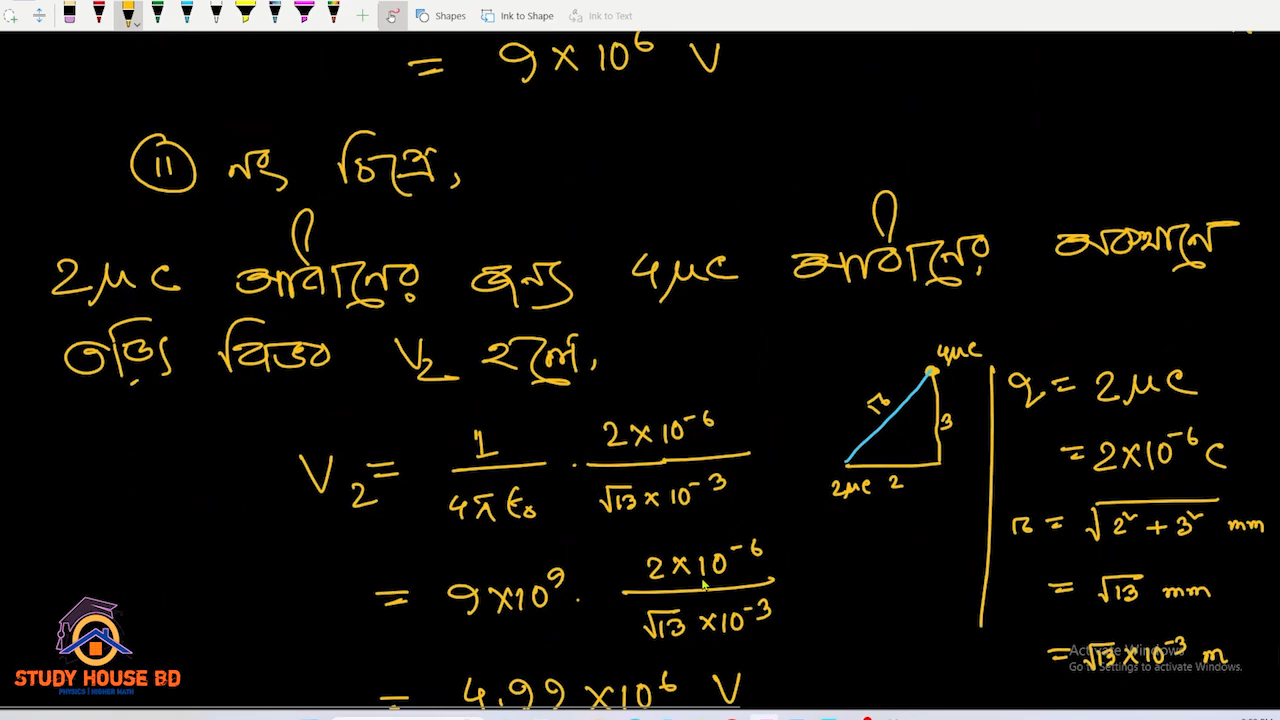 Shapes Ink to Shape Ink to Text
= 9 × 10⁶ V
(ii) নং চিত্রে,
2μC আধানের জন্য 4μC আধানের অবস্থানে
তড়িৎ বিভব V₂ হলে,
V₂ = 1/4πε₀ · 2×10⁻⁶/√13×10⁻³
= 9×10⁹ · 2×10⁻⁶/√13×10⁻³
= 4.99 ×10⁶ V
4μC
r 3
2μC 2
q = 2μC
= 2×10⁻⁶ C
r = √2²+3² mm
= √13 mm
= √13×10⁻³ m
Activate Windows
Go to Settings to activate Windows.
STUDY HOUSE BD
PHYSICS | HIGHER MATH